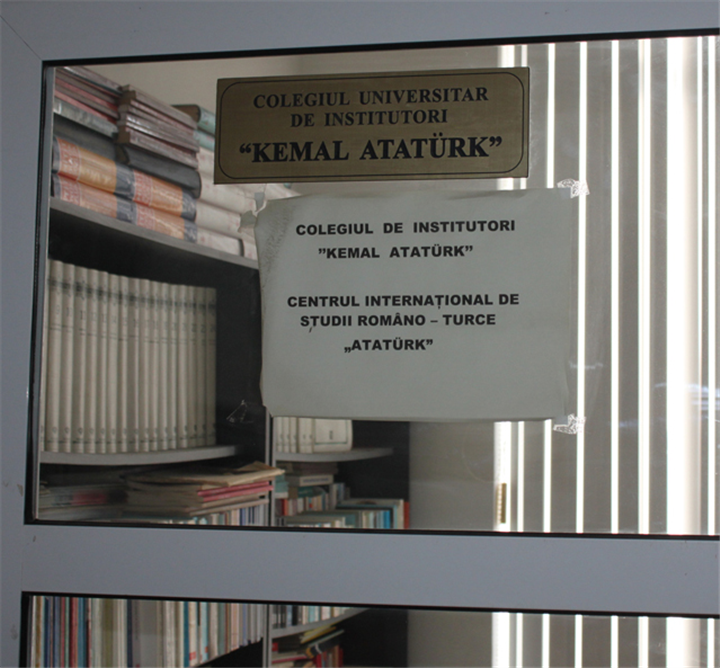 COLEGIUL UNIVERSITAR
DE INSTITUTORI
“KEMAL ATATÜRK”
COLEGIUL DE INSTITUTORI
”KEMAL ATATÜRK”
CENTRUL INTERNAȚIONAL DE
STUDII ROMÂNO – TURCE
„ATATÜRK”